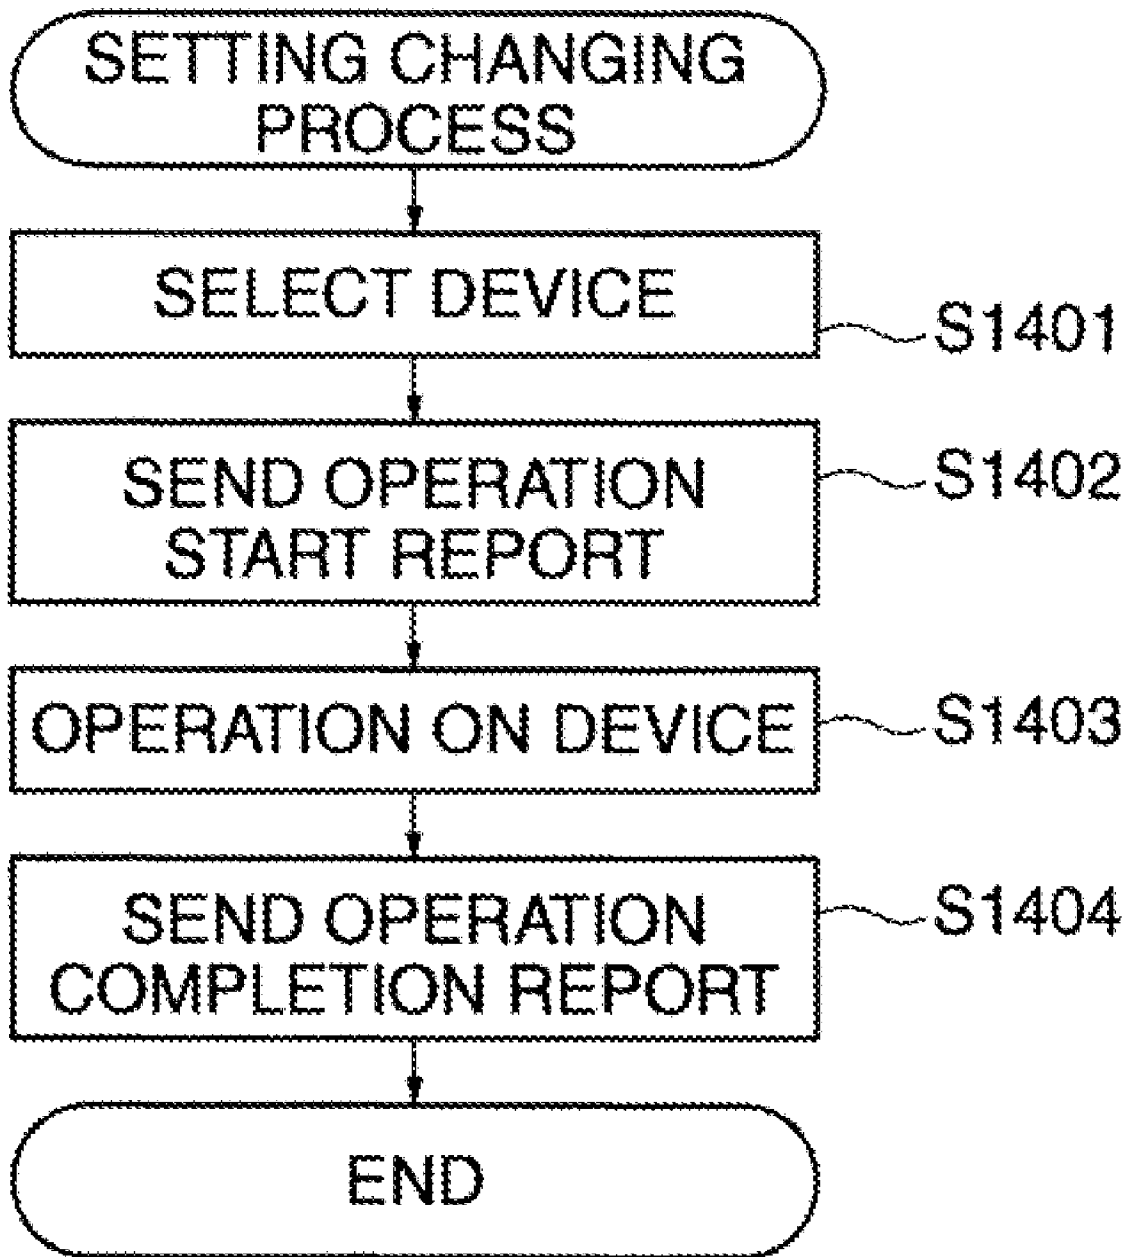 SETTING CHANGING
PROCESS
SELECT DEVICE
S1401
SEND OPERATION
START REPORT
S1402
OPERATION ON DEVICE
S1403
SEND OPERATION
COMPLETION REPORT
S1404
END